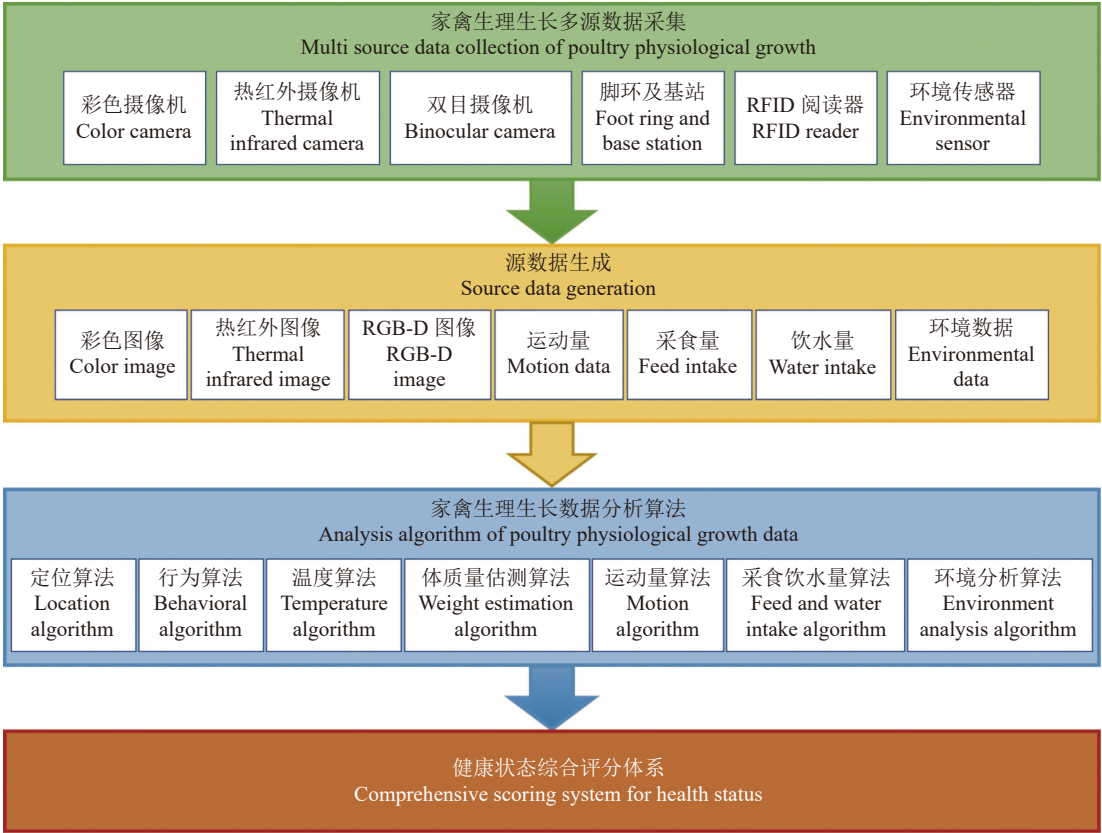 家禽生理生长多源数据采集
Multi source data collection of poultry physiological growth
彩色摄像机
Color camera
热红外摄像机
Thermal
infrared camera
双目摄像机
Binocular camera
脚环及基站
Foot ring and
base station
RFID 阅读器
RFID reader
环境传感器
Environmental
sensor
源数据生成
Source data generation
彩色图像
Color image
热红外图像
Thermal
infrared image
RGB-D 图像
RGB-D
image
运动量
Motion data
采食量
Feed intake
饮水量
Water intake
环境数据
Environmental
data
家禽生理生长数据分析算法
Analysis algorithm of poultry physiological growth data
定位算法
Location
algorithm
行为算法
Behavioral
algorithm
温度算法
Temperature
algorithm
体质量估测算法
Weight estimation
algorithm
运动量算法
Motion
algorithm
采食饮水量算法
Feed and water
intake algorithm
环境分析算法
Environment
analysis algorithm
健康状态综合评分体系
Comprehensive scoring system for health status